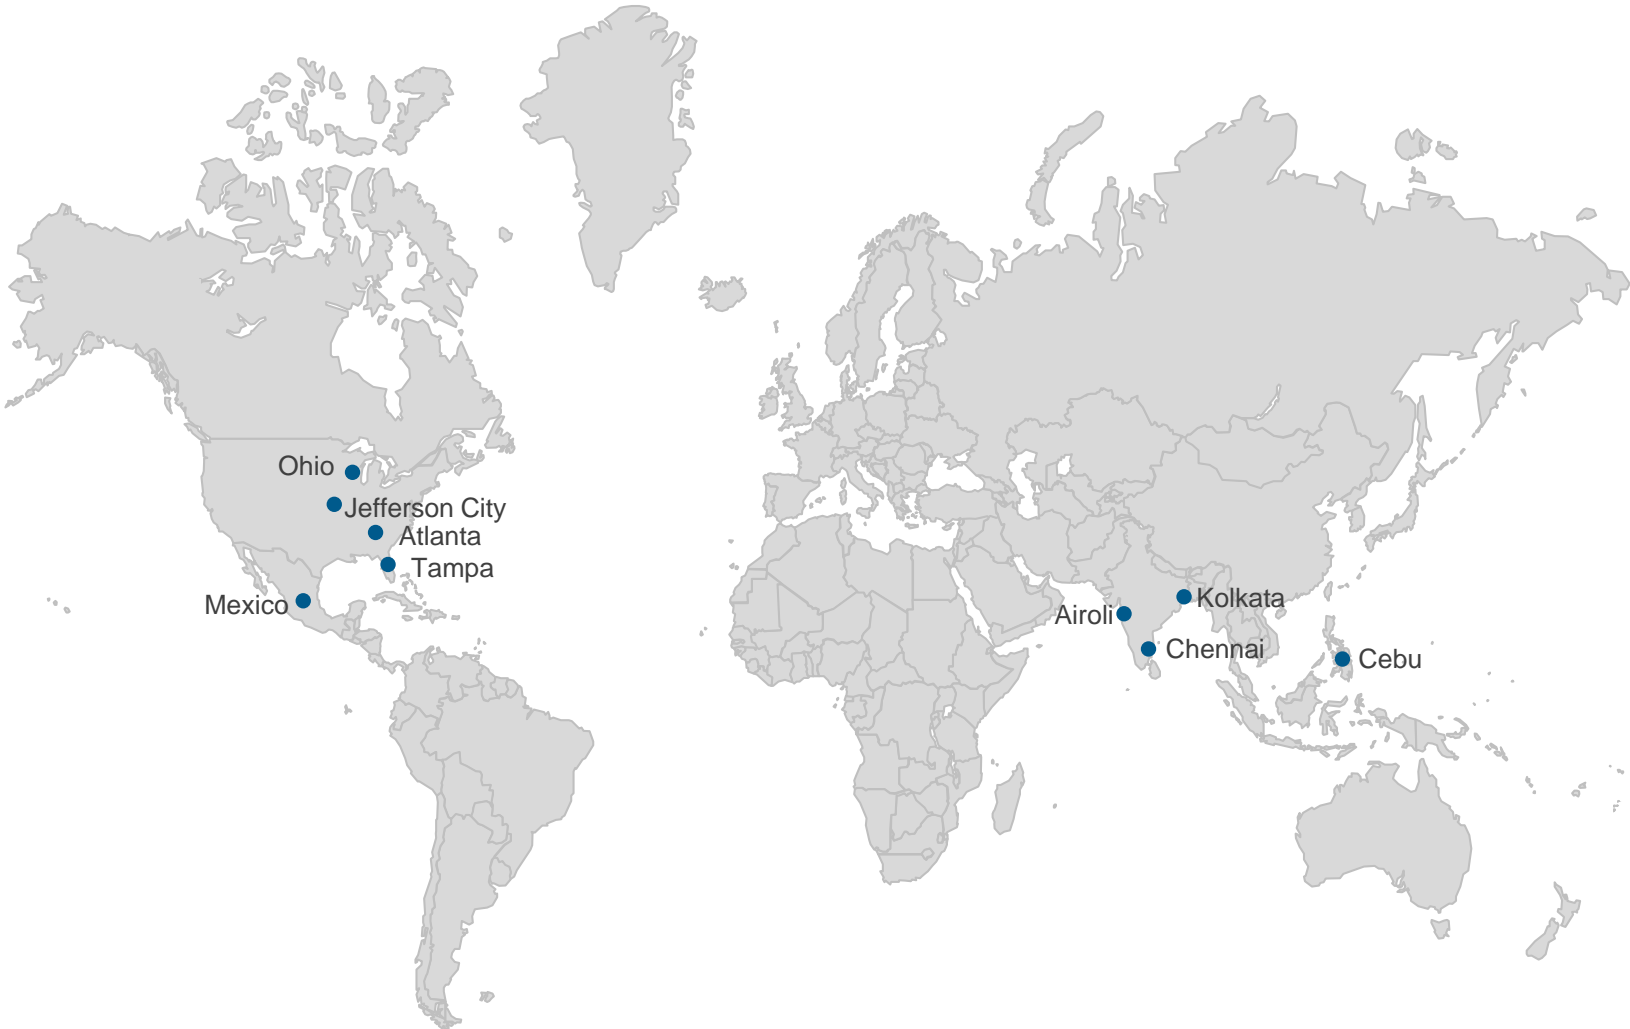 Ohio
Jefferson City
Atlanta
Tampa
Mexico
Kolkata
Airoli
Chennai
Cebu